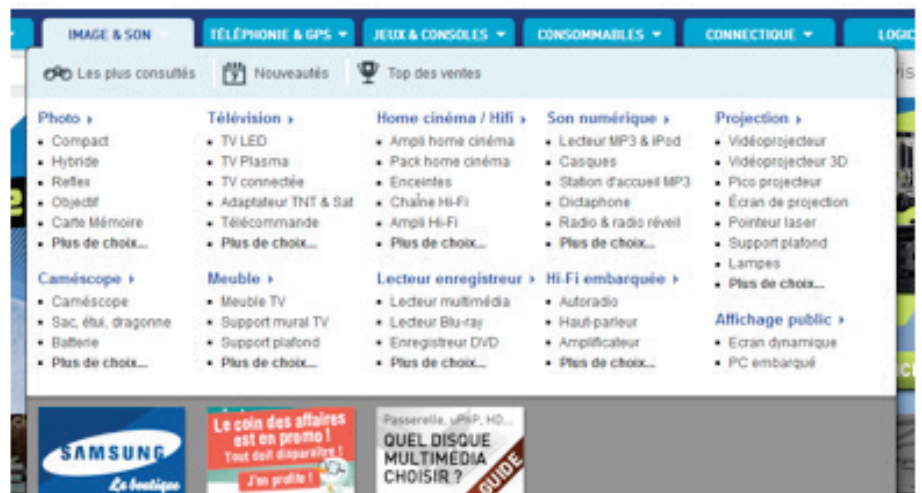 IMAGE & SON
TÉLÉPHONIE & GPS
JEUX & CONSOLES
CONSOMMABLES
CONNECTIQUE
LOGIC
Les plus consultés
Nouveautés
Top des ventes
Photo
Compact
Hybride
Reflex
Objectif
Carte Mémoire
Plus de choix...
Télévision
TV LED
TV Plasma
TV connectée
Adaptateur TNT & Sat
Télécommande
Plus de choix...
Home cinéma / Hifi
Ampli home cinéma
Pack home cinéma
Enceintes
Chaîne Hi-Fi
Ampli Hi-Fi
Plus de choix...
Son numérique
Lecteur MP3 & iPod
Casques
Station d'accueil MP3
Dictaphone
Radio & radio réveil
Plus de choix...
Projection
Vidéoprojecteur
Vidéoprojecteur 3D
Pico projecteur
Écran de projection
Pointeur laser
Support plafond
Lampes
Plus de choix...
Caméscope
Caméscope
Sac, étui, dragonne
Batterie
Plus de choix...
Meuble
Meuble TV
Support mural TV
Support plafond
Plus de choix...
Lecteur enregistreur
Lecteur multimédia
Lecteur Blu-ray
Enregistreur DVD
Plus de choix...
Hi-Fi embarquée
Autoradio
Haut-parleur
Amplificateur
Plus de choix...
Affichage public
Ecran dynamique
PC embarqué
SAMSUNG
La boutique
Le coin des affaires
est en promo !
Tout doit disparaître !
J'en profite !
Passerelle, uPnP, HD...
QUEL DISQUE
MULTIMÉDIA
CHOISIR ?
GUIDE